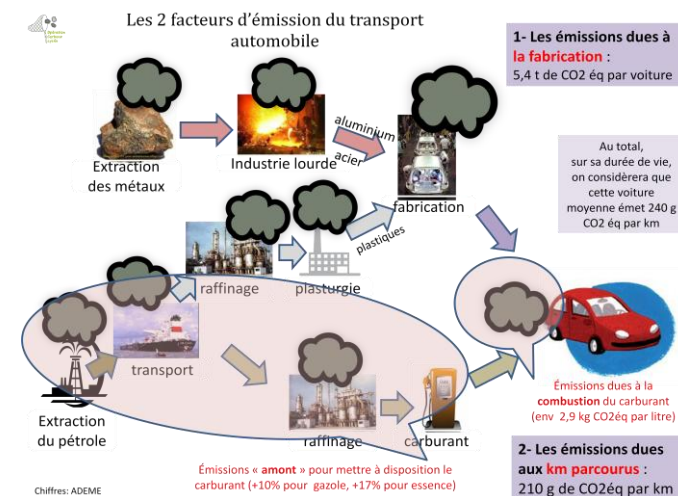 Les 2 facteurs d'émission du transport
automobile
1- Les émissions dues à
la fabrication :
5,4 t de CO2 éq par voiture
aluminium
acier
Extraction
des métaux
Industrie lourde
fabrication
Au total,
sur sa durée de vie,
on considèrera que
cette voiture
moyenne émet 240 g
CO2 éq par km
plastiques
raffinage
plasturgie
transport
Extraction
du pétrole
raffinage
carburant
Émissions dues à la
combustion du carburant
(env 2,9 kg CO2éq par litre)
Émissions « amont » pour mettre à disposition le
carburant (+10% pour gazole, +17% pour essence)
2- Les émissions dues
aux km parcourus :
210 g de CO2éq par km
Chiffres: ADEME